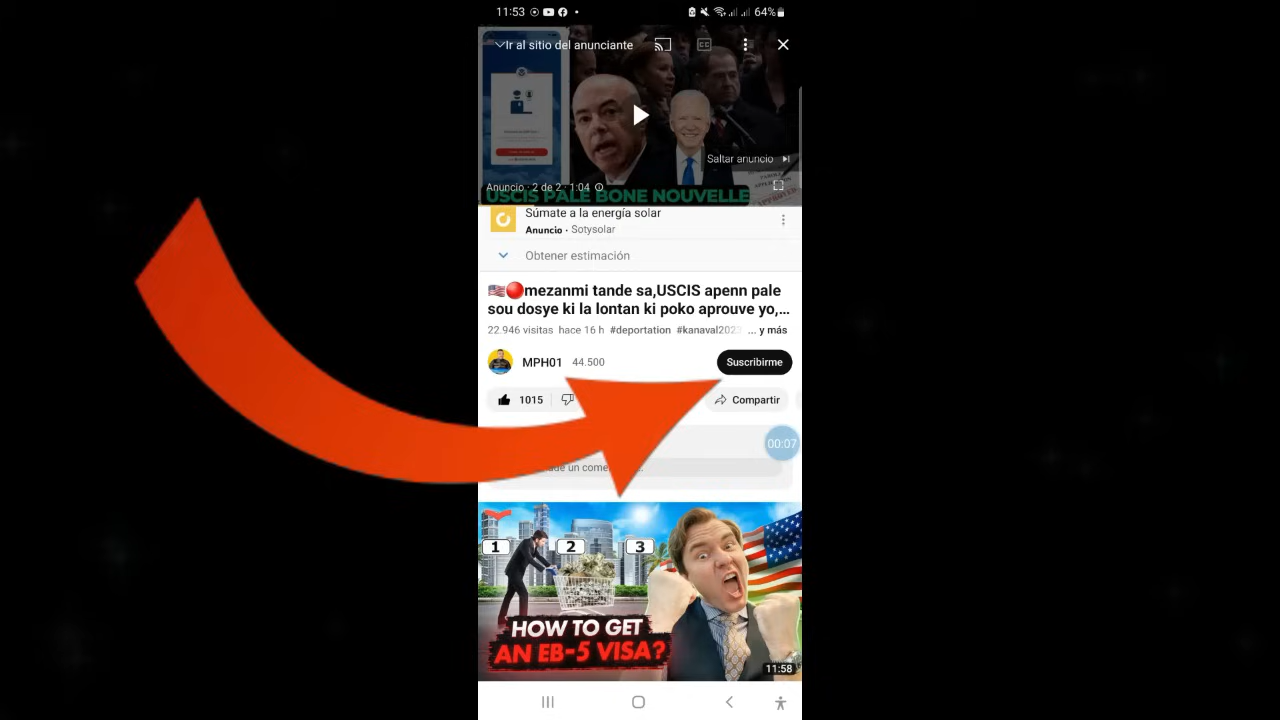 11:53
64%
Ir al sitio del anunciante
CC
Saltar anuncio
Anuncio · 2 de 2 · 1:04
USCIS PALE BONE NOUVELLE
Súmate a la energía solar
Anuncio · Sotysolar
Obtener estimación
🇺🇸🔴mezanmi tande sa,USCIS apenn pale
sou dosye ki la lontan ki poko aprouve yo,...
22.946 visitas hace 16 h #deportation #kanaval2023 ... y más
MPH01 44.500
Suscribirme
1015
Compartir
00:07
un
1 2 3
HOW TO GET
AN EB-5 VISA?
11:58